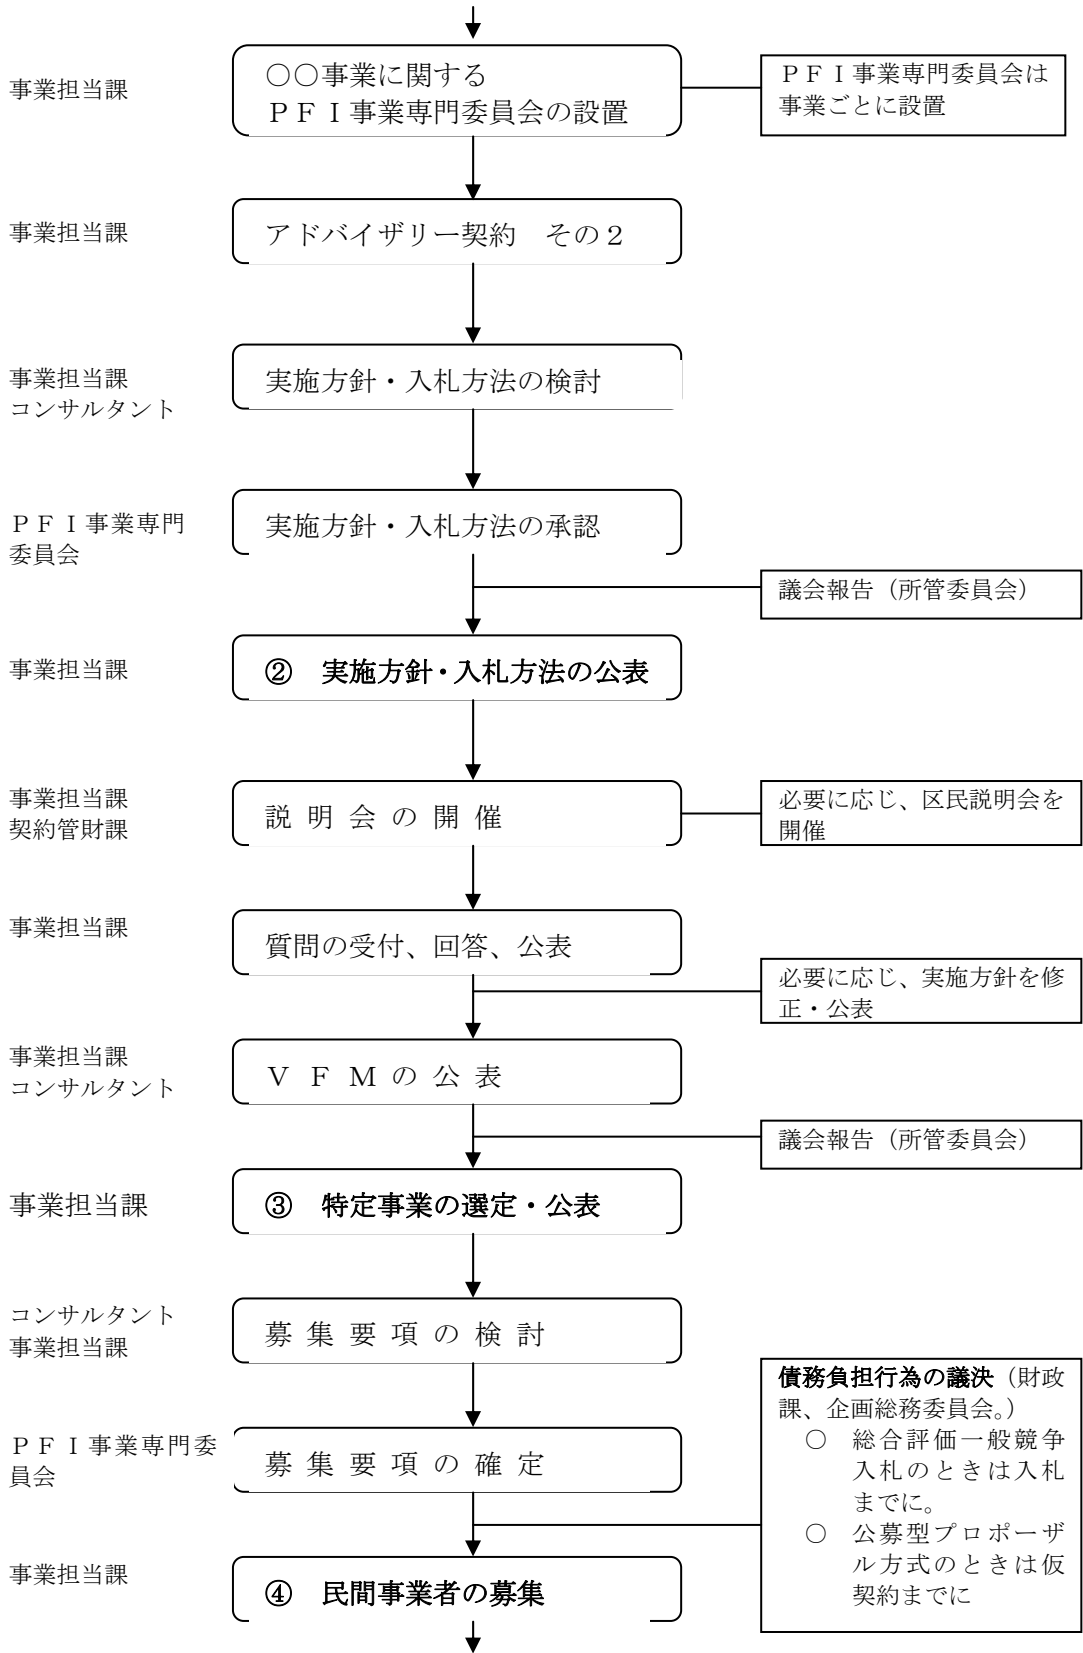 事業担当課
〇〇事業に関する
ＰＦＩ事業専門委員会の設置
ＰＦＩ事業専門委員会は
事業ごとに設置
事業担当課
アドバイザリー契約　その２
事業担当課
コンサルタント
実施方針・入札方法の検討
ＰＦＩ事業専門
委員会
実施方針・入札方法の承認
議会報告（所管委員会）
事業担当課
②　実施方針・入札方法の公表
事業担当課
契約管財課
説 明 会 の 開 催
必要に応じ、区民説明会を
開催
事業担当課
質問の受付、回答、公表
必要に応じ、実施方針を修
正・公表
事業担当課
コンサルタント
Ｖ Ｆ Ｍ の 公 表
議会報告（所管委員会）
事業担当課
③　特定事業の選定・公表
コンサルタント
事業担当課
募 集 要 項 の 検 討
ＰＦＩ事業専門委
員会
募 集 要 項 の 確 定
債務負担行為の議決（財政
課、企画総務委員会。）
○　総合評価一般競争
入札のときは入札
までに。
○　公募型プロポーザ
ル方式のときは仮
契約までに
事業担当課
④　民間事業者の募集